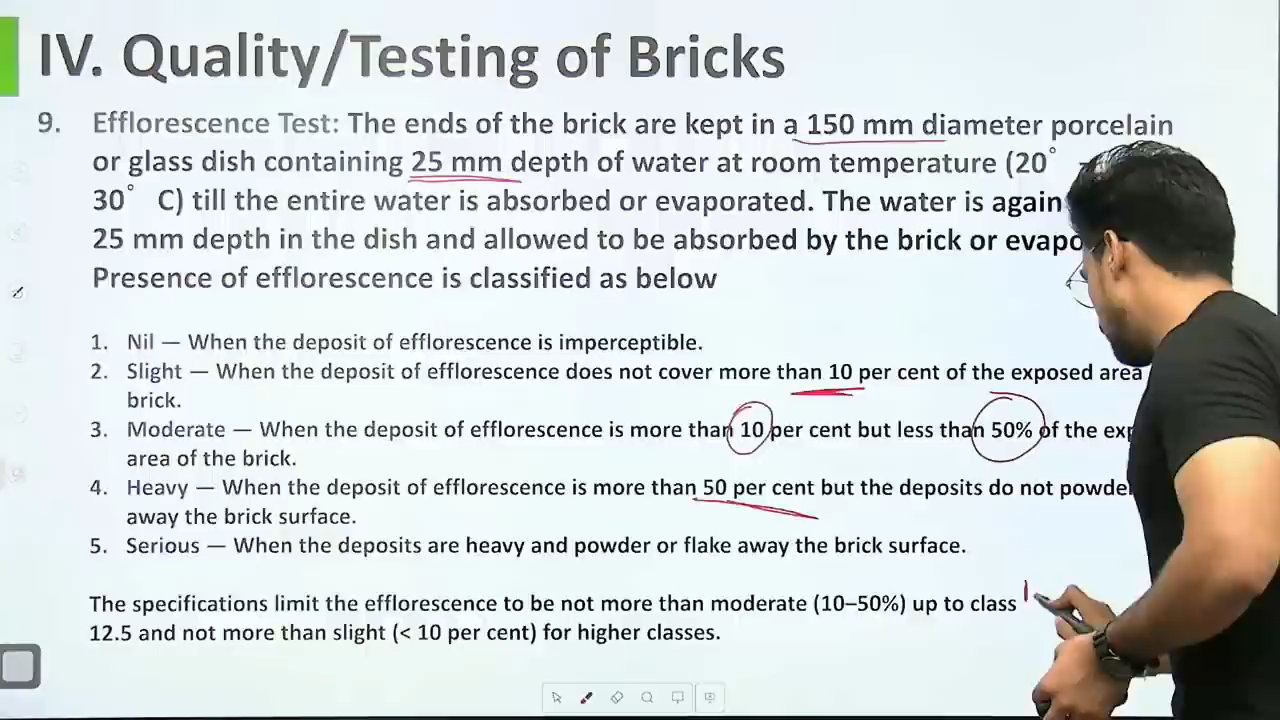 IV. Quality/Testing of Bricks
9. Efflorescence Test: The ends of the brick are kept in a 150 mm diameter porcelain
or glass dish containing 25 mm depth of water at room temperature (20°
30° C) till the entire water is absorbed or evaporated. The water is again
25 mm depth in the dish and allowed to be absorbed by the brick or evapo
Presence of efflorescence is classified as below
1. Nil — When the deposit of efflorescence is imperceptible.
2. Slight — When the deposit of efflorescence does not cover more than 10 per cent of the exposed area
brick.
3. Moderate — When the deposit of efflorescence is more than 10 per cent but less than 50% of the exp
area of the brick.
4. Heavy — When the deposit of efflorescence is more than 50 per cent but the deposits do not powde
away the brick surface.
5. Serious — When the deposits are heavy and powder or flake away the brick surface.
The specifications limit the efflorescence to be not more than moderate (10–50%) up to class
12.5 and not more than slight (< 10 per cent) for higher classes.